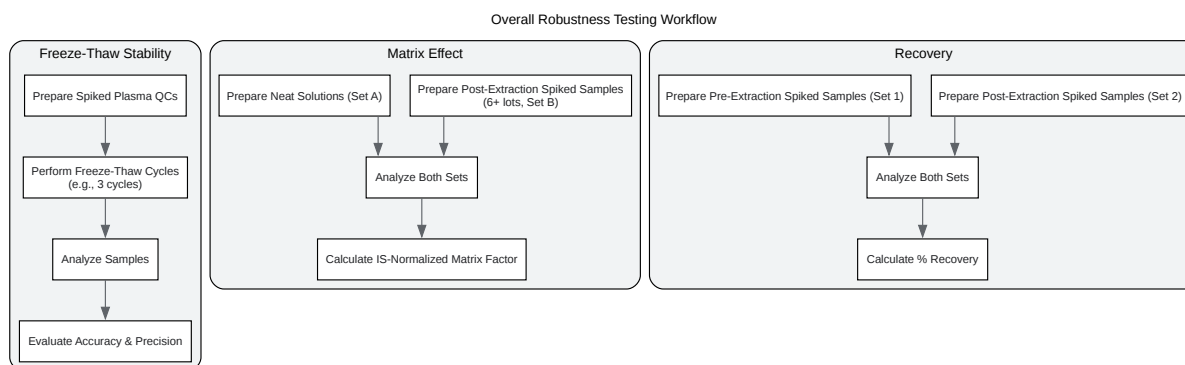 Overall Robustness Testing Workflow
Freeze-Thaw Stability
Prepare Spiked Plasma QCs
Perform Freeze-Thaw Cycles
(e.g., 3 cycles)
Analyze Samples
Evaluate Accuracy & Precision
Matrix Effect
Prepare Neat Solutions (Set A)
Prepare Post-Extraction Spiked Samples
(6+ lots, Set B)
Analyze Both Sets
Calculate IS-Normalized Matrix Factor
Recovery
Prepare Pre-Extraction Spiked Samples (Set 1)
Prepare Post-Extraction Spiked Samples (Set 2)
Analyze Both Sets
Calculate % Recovery